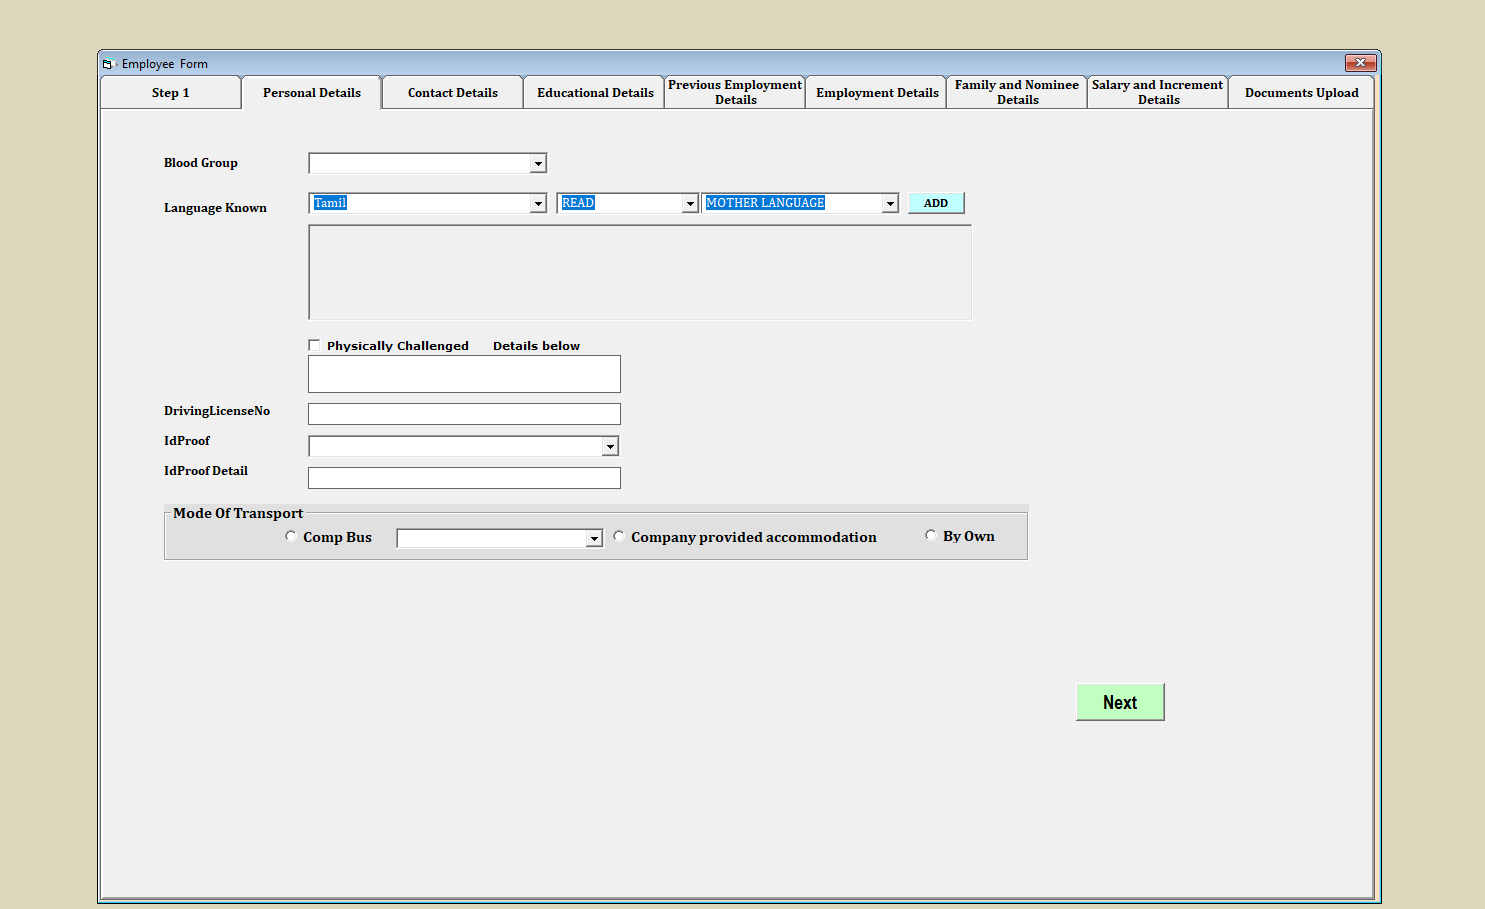 Employee Form
Step 1
Personal Details
Contact Details
Educational Details
Previous Employment
Details
Employment Details
Family and Nominee
Details
Salary and Increment
Details
Documents Upload
Blood Group
Language Known
Tamil
READ
MOTHER LANGUAGE
ADD
Physically Challenged
Details below
DrivingLicenseNo
IdProof
IdProof Detail
Mode Of Transport
Comp Bus
Company provided accommodation
By Own
Next